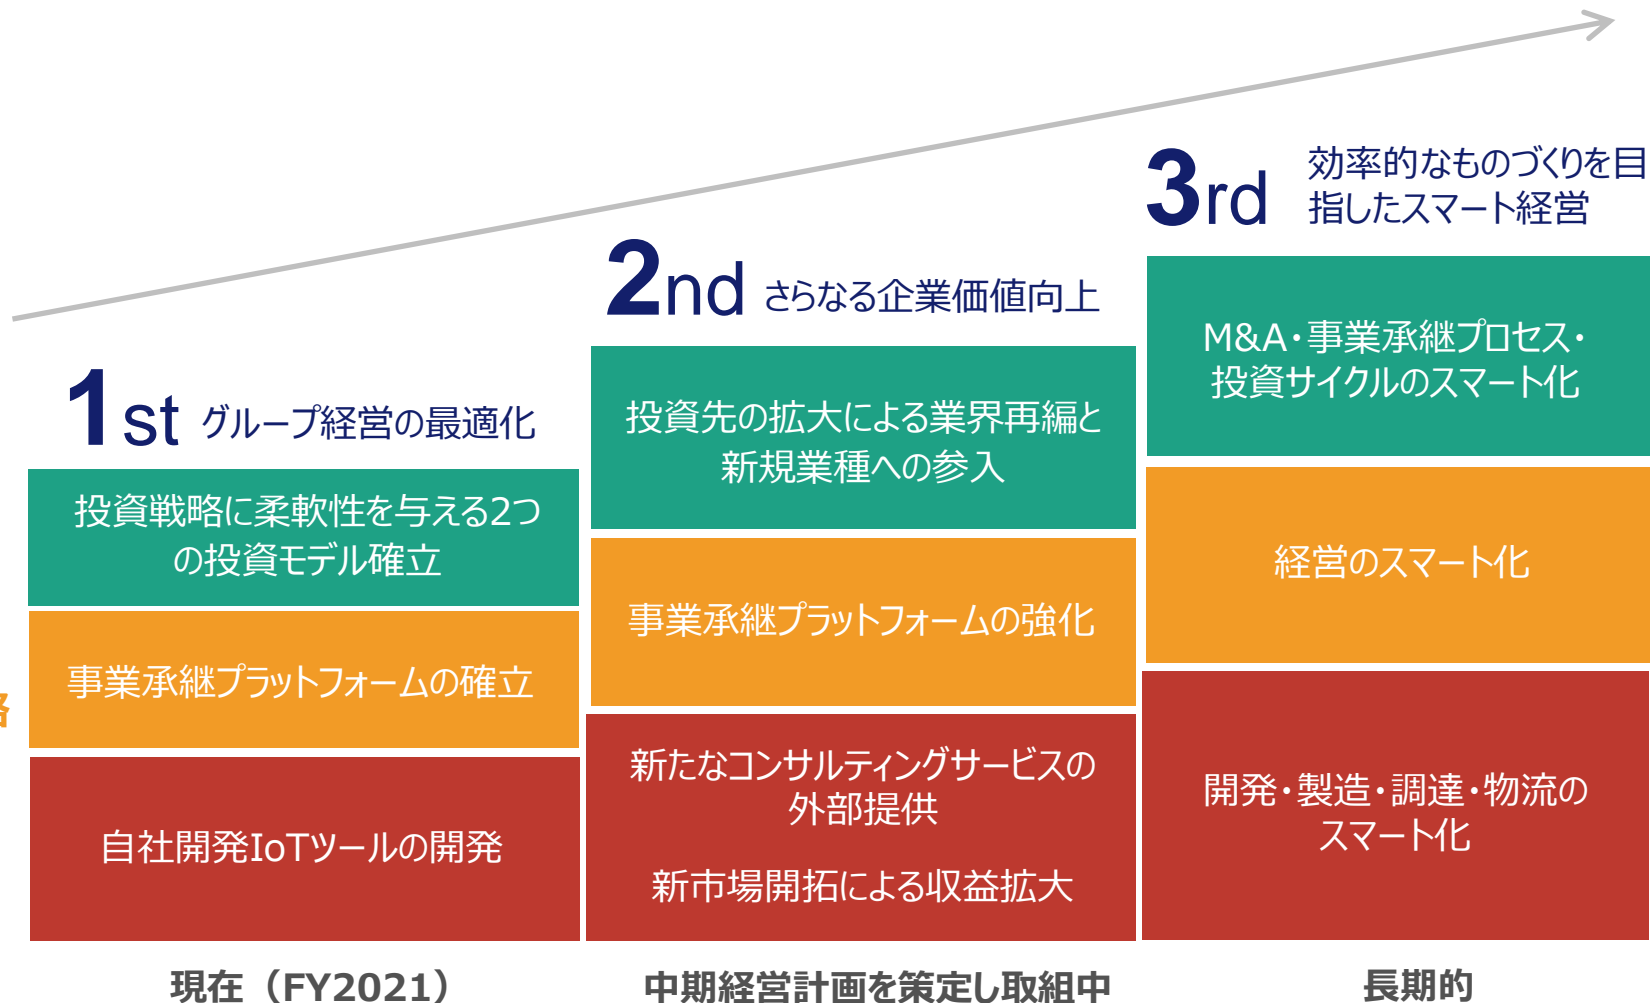 1st グループ経営の最適化
投資戦略に柔軟性を与える2つ
の投資モデル確立
事業承継プラットフォームの確立
自社開発IoTツールの開発
現在（FY2021）
2nd さらなる企業価値向上
投資先の拡大による業界再編と
新規業種への参入
事業承継プラットフォームの強化
新たなコンサルティングサービスの
外部提供
新市場開拓による収益拡大
中期経営計画を策定し取組中
3rd 効率的なものづくりを目
指したスマート経営
M&A・事業承継プロセス・
投資サイクルのスマート化
経営のスマート化
開発・製造・調達・物流の
スマート化
長期的